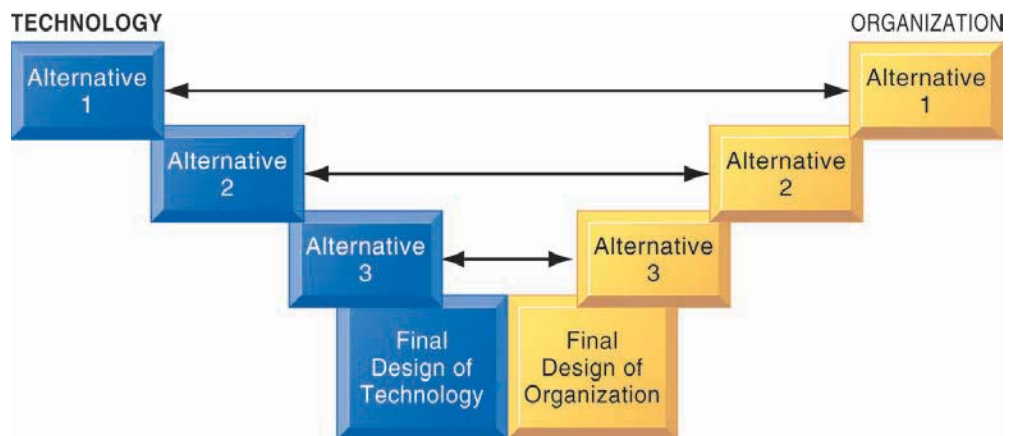 TECHNOLOGY
ORGANIZATION
Alternative
1
Alternative
1
Alternative
2
Alternative
2
Alternative
3
Alternative
3
Final
Design of
Technology
Final
Design of
Organization